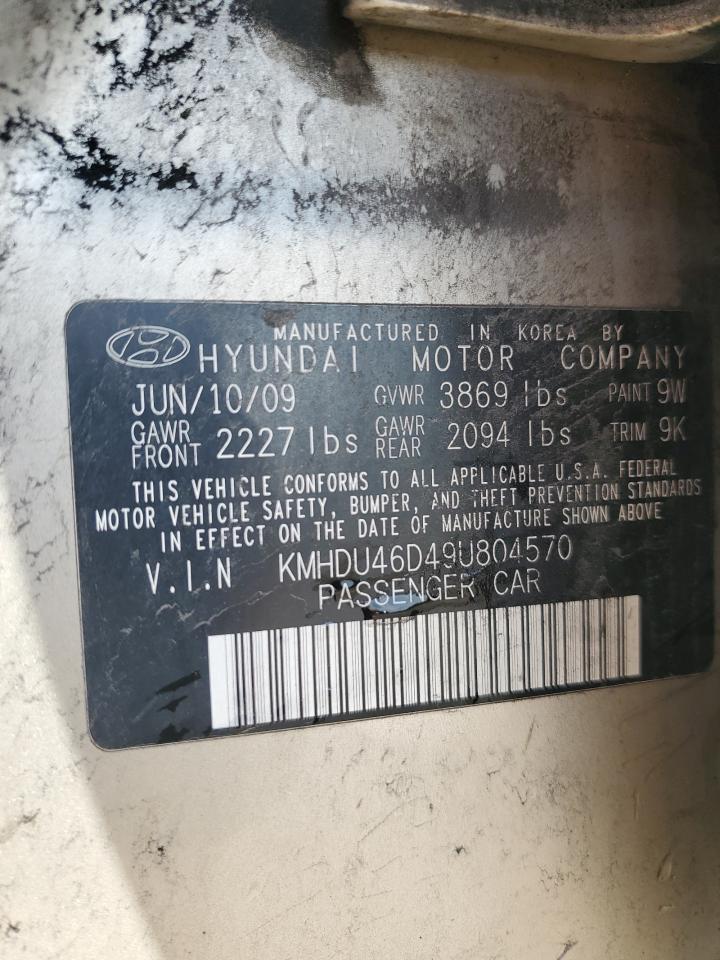 MANUFACTURED IN KOREA BY
HYUNDAI MOTOR COMPANY
JUN/10/09 GVWR 3869 lbs PAINT 9W
GAWR FRONT 2227 lbs GAWR REAR 2094 lbs TRIM 9K
THIS VEHICLE CONFORMS TO ALL APPLICABLE U.S.A. FEDERAL
MOTOR VEHICLE SAFETY, BUMPER, AND THEFT PREVENTION STANDARDS
IN EFFECT ON THE DATE OF MANUFACTURE SHOWN ABOVE
V.I.N KMHDU46D49U804570
PASSENGER CAR